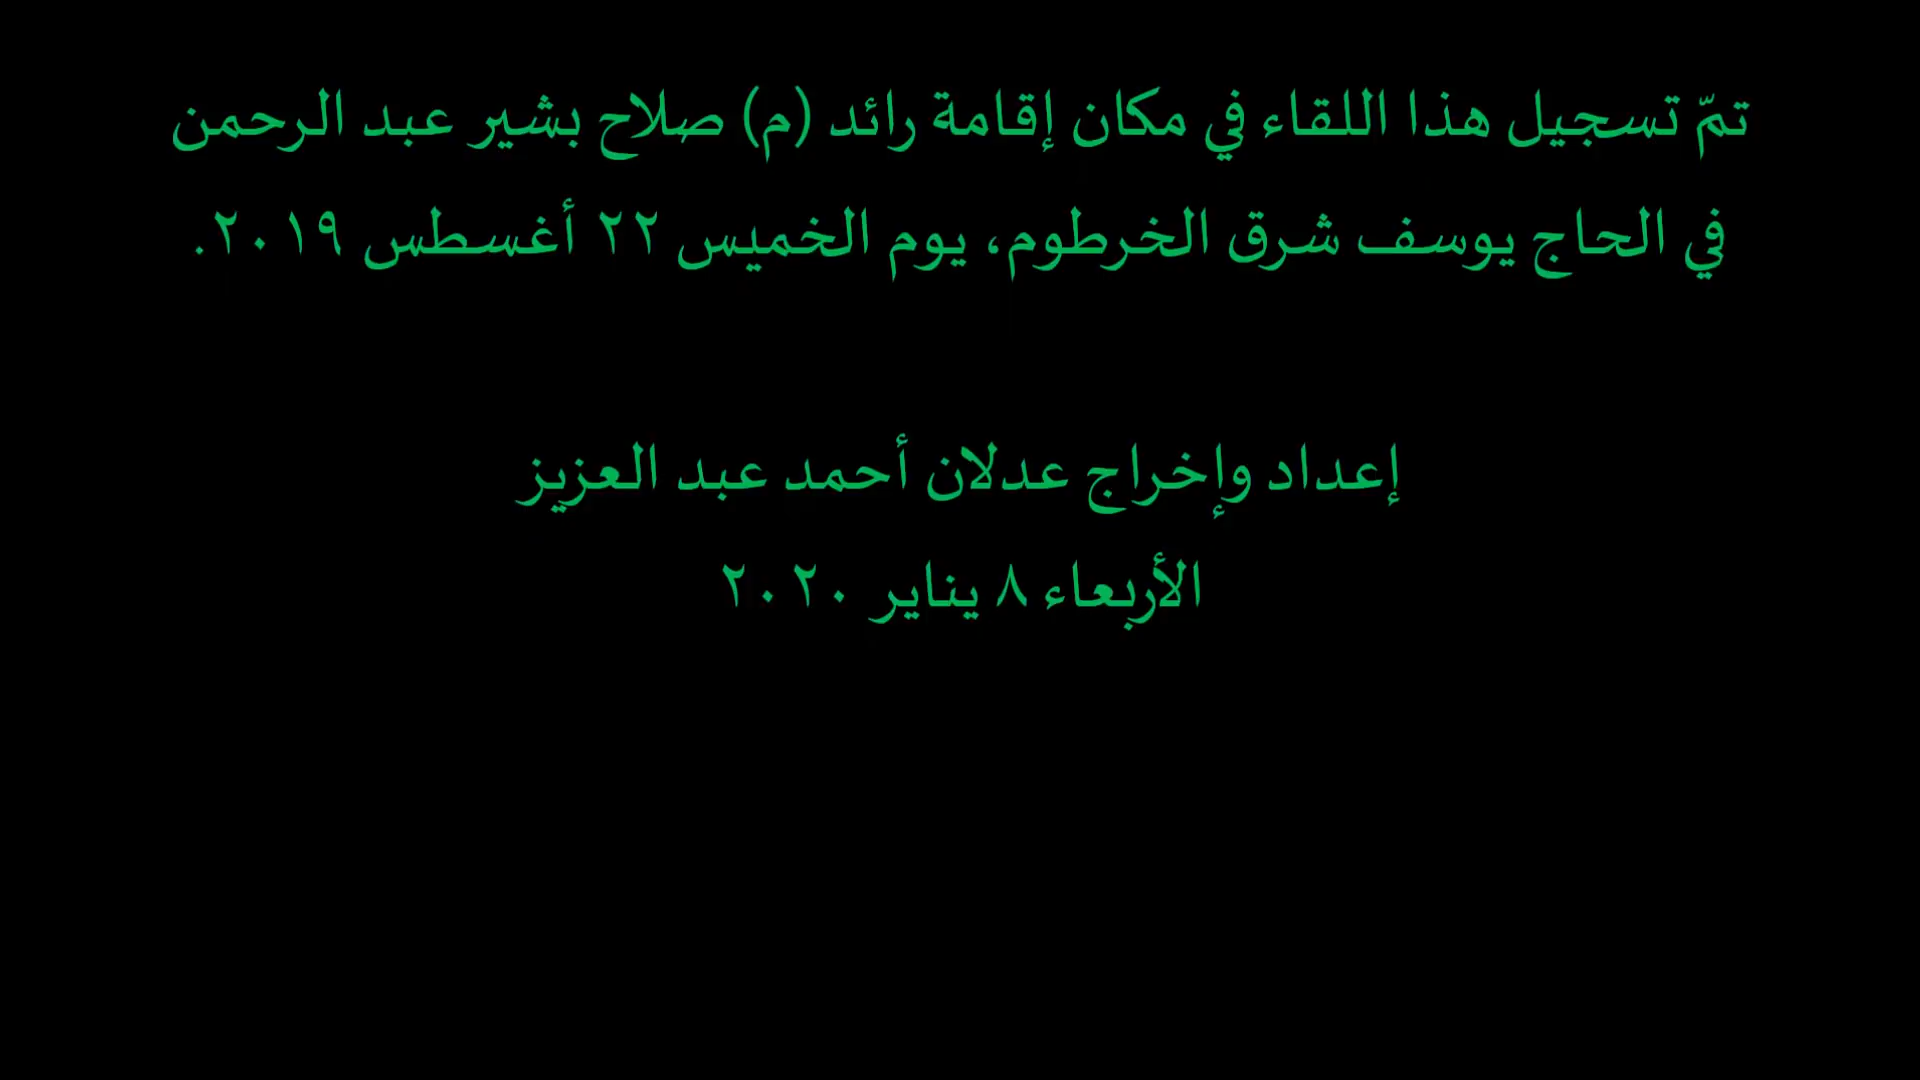 تمّ تسجيل هذا اللقاء في مكان إقامة رائد (م) صلاح بشير عبد الرحمن
في الحاج يوسف شرق الخرطوم، يوم الخميس ٢٢ أغسطس ٢٠١٩.
إعداد وإخراج عدلان أحمد عبد العزيز
الأربعاء ٨ يناير ٢٠٢٠